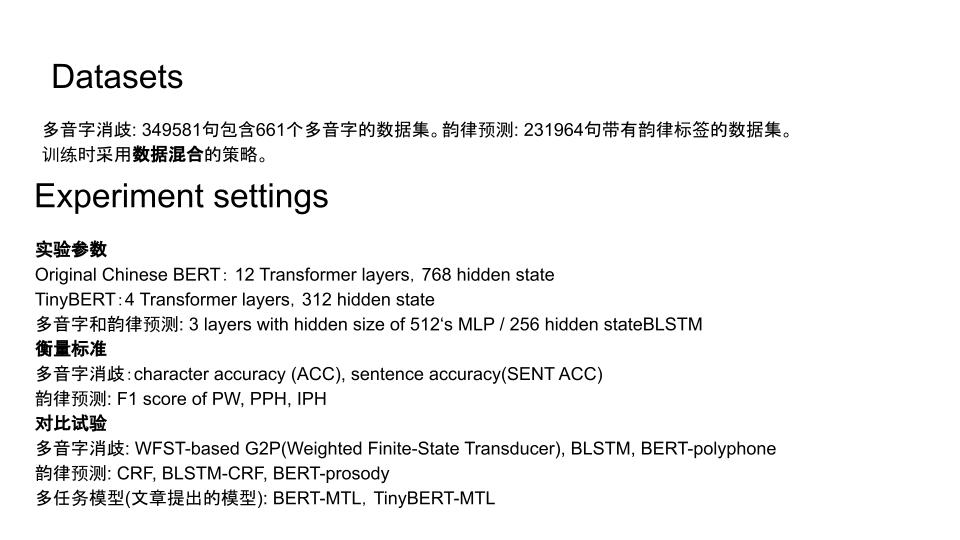 Datasets
多音字消歧: 349581句包含661个多音字的数据集。韵律预测: 231964句带有韵律标签的数据集。
训练时采用数据混合的策略。
Experiment settings
实验参数
Original Chinese BERT： 12 Transformer layers，768 hidden state
TinyBERT：4 Transformer layers，312 hidden state
多音字和韵律预测: 3 layers with hidden size of 512‘s MLP / 256 hidden stateBLSTM
衡量标准
多音字消歧：character accuracy (ACC), sentence accuracy(SENT ACC)
韵律预测: F1 score of PW, PPH, IPH
对比试验
多音字消歧: WFST-based G2P(Weighted Finite-State Transducer), BLSTM, BERT-polyphone
韵律预测: CRF, BLSTM-CRF, BERT-prosody
多任务模型(文章提出的模型): BERT-MTL，TinyBERT-MTL